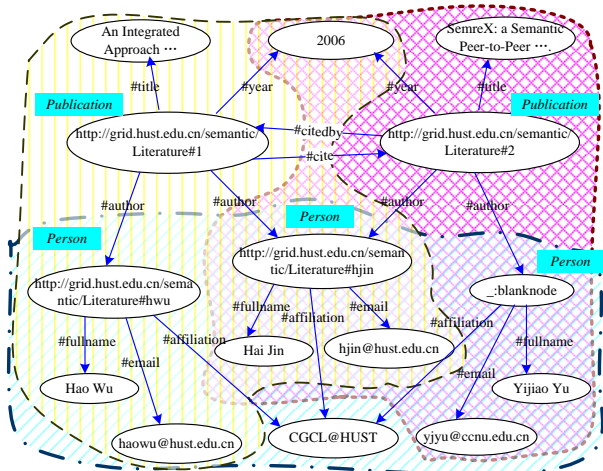 An Integrated
Approach …
2006
SemreX: a Semantic
Peer-to-Peer ….
#title
#year
#year
#title
Publication
Publication
http://grid.hust.edu.cn/semantic/
Literature#1
#citedby
#cite
http://grid.hust.edu.cn/semantic/
Literature#2
#author
#author
#author
#author
Person
Person
Person
http://grid.hust.edu.cn/sema
ntic/Literature#hwu
http://grid.hust.edu.cn/seman
tic/Literature#hjin
_:blanknode
#fullname
#email
#affiliation
#fullname
#affiliation
#email
#affiliation
#email
#fullname
Hao Wu
haowu@hust.edu.cn
Hai Jin
CGCL@HUST
hjin@hust.edu.cn
yjyu@ccnu.edu.cn
Yijiao Yu